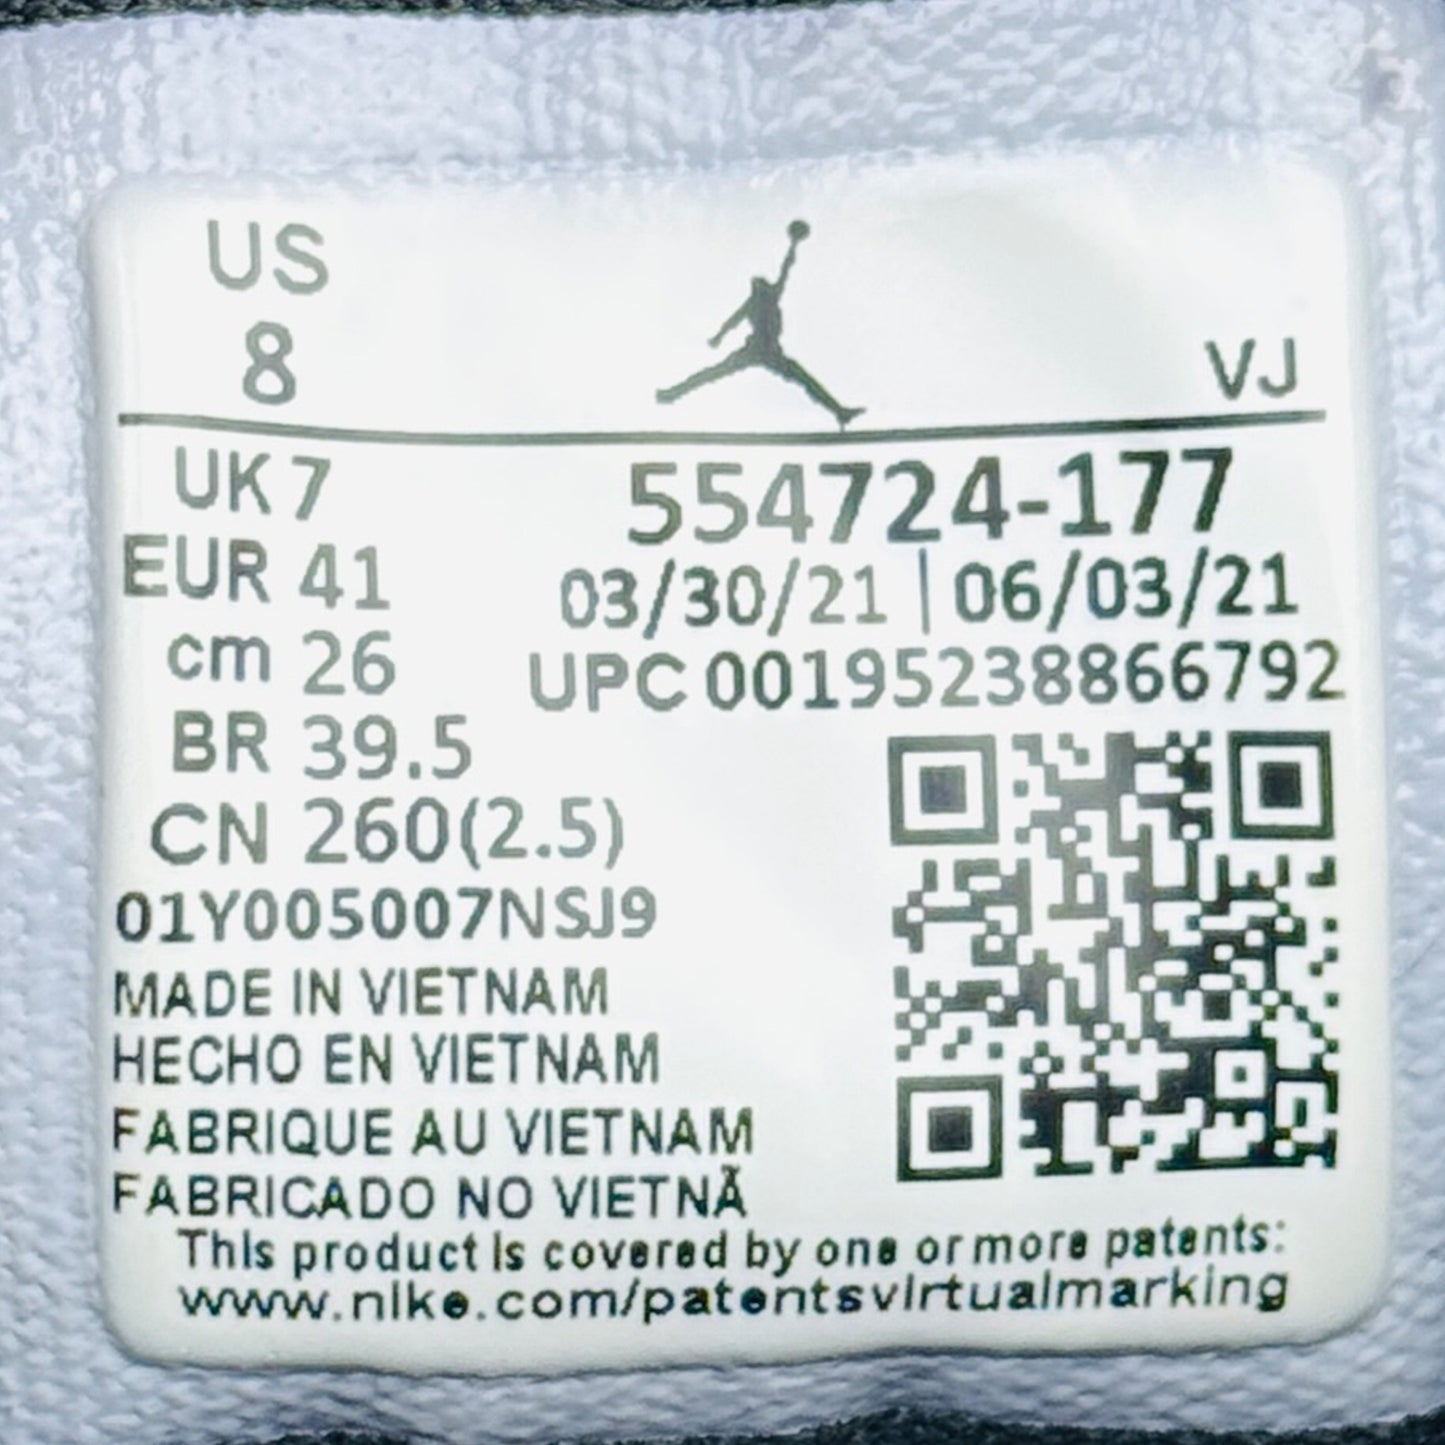 US
8
VJ
UK 7
554724-177
EUR 41
03/30/21 | 06/03/21
cm 26
UPC 00195238866792
BR 39.5
CN 260(2.5)
01Y005007NSJ9
MADE IN VIETNAM
HECHO EN VIETNAM
FABRIQUE AU VIETNAM
FABRICADO NO VIETNÃ
This product is covered by one or more patents:
www.nike.com/patentsvirtualmarking